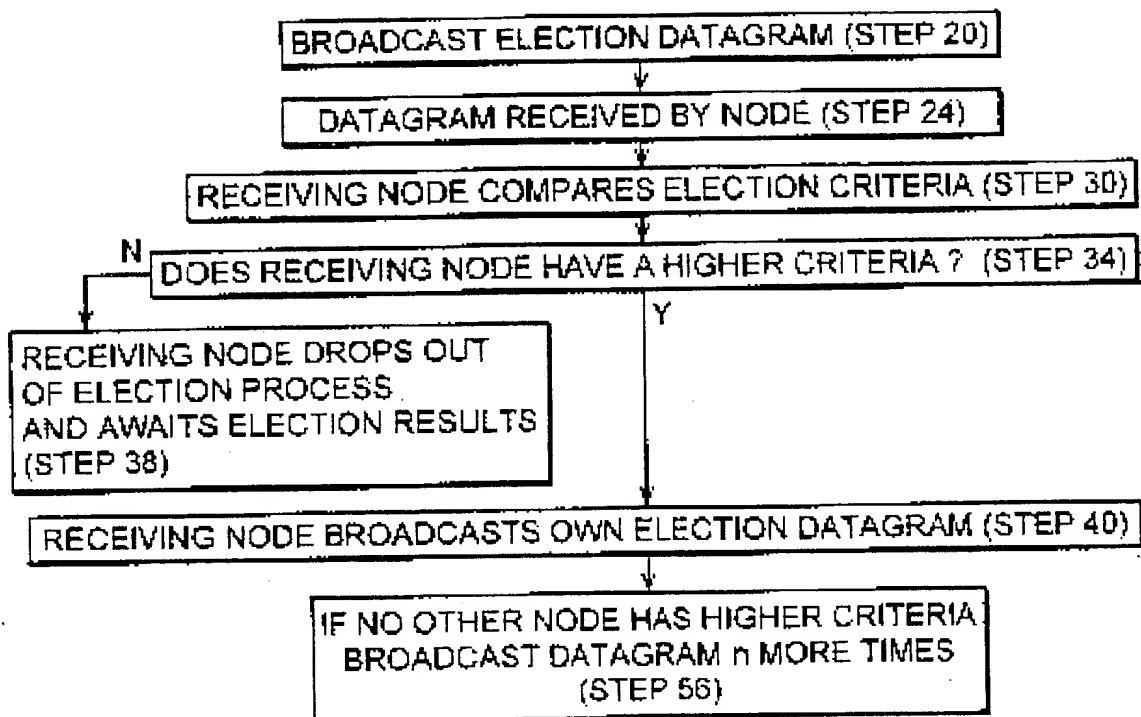 BROADCAST ELECTION DATAGRAM (STEP 20)
DATAGRAM RECEIVED BY NODE (STEP 24)
RECEIVING NODE COMPARES ELECTION CRITERIA (STEP 30)
N
DOES RECEIVING NODE HAVE A HIGHER CRITERIA ? (STEP 34)
Y
RECEIVING NODE DROPS OUT
OF ELECTION PROCESS
AND AWAITS ELECTION RESULTS
(STEP 38)
RECEIVING NODE BROADCASTS OWN ELECTION DATAGRAM (STEP 40)
IF NO OTHER NODE HAS HIGHER CRITERIA
BROADCAST DATAGRAM n MORE TIMES
(STEP 56)